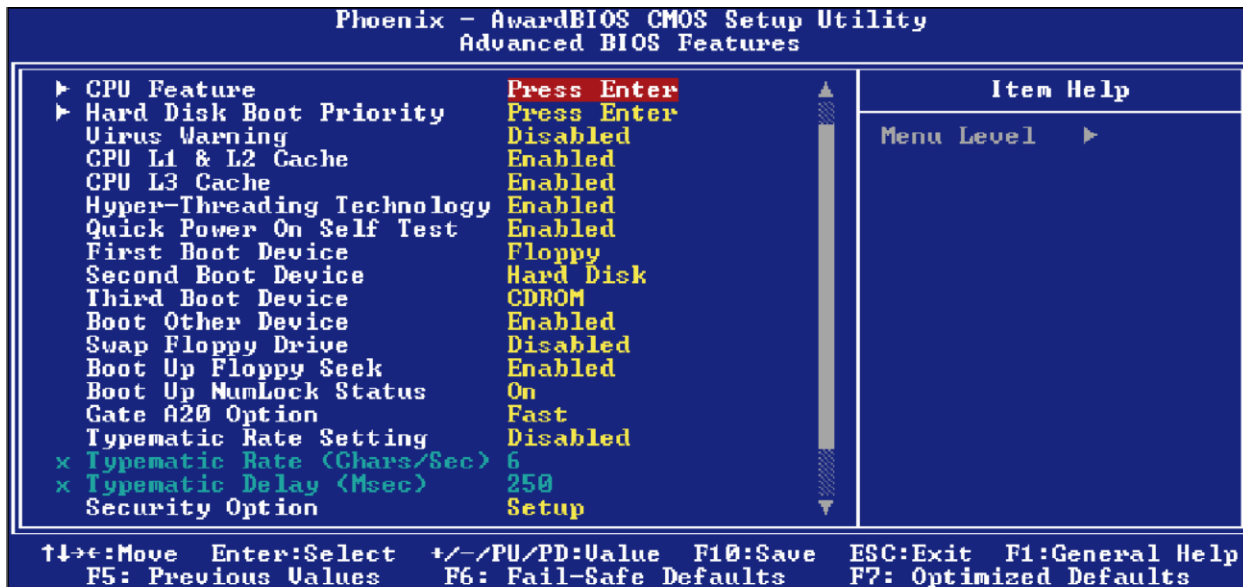 Phoenix - AwardBIOS CMOS Setup Utility
Advanced BIOS Features
► CPU Feature Press Enter
► Hard Disk Boot Priority Press Enter
Virus Warning Disabled
CPU L1 & L2 Cache Enabled
CPU L3 Cache Enabled
Hyper-Threading Technology Enabled
Quick Power On Self Test Enabled
First Boot Device Floppy
Second Boot Device Hard Disk
Third Boot Device CDROM
Boot Other Device Enabled
Swap Floppy Drive Disabled
Boot Up Floppy Seek Enabled
Boot Up NumLock Status On
Gate A20 Option Fast
Typematic Rate Setting Disabled
x Typematic Rate (Chars/Sec) 6
x Typematic Delay (Msec) 250
Security Option Setup
Item Help
Menu Level ►
↑↓→←:Move Enter:Select +/-/PU/PD:Value F10:Save ESC:Exit F1:General Help
F5: Previous Values F6: Fail-Safe Defaults F7: Optimized Defaults